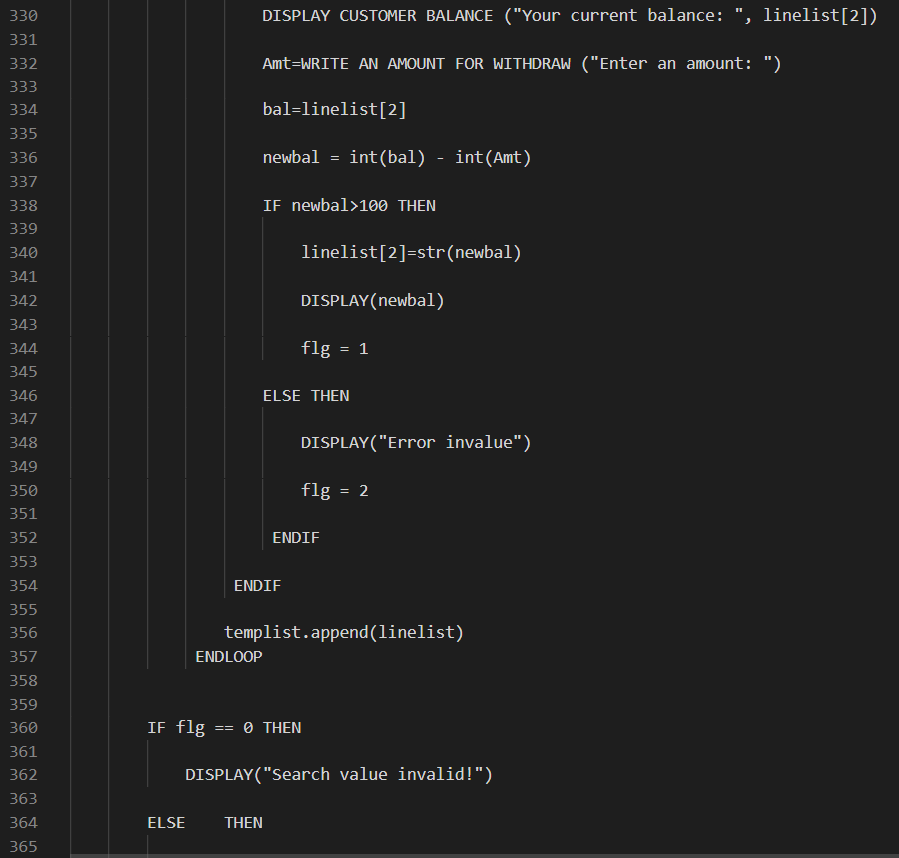 330 DISPLAY CUSTOMER BALANCE ("Your current balance: ", linelist[2])
331
332 Amt=WRITE AN AMOUNT FOR WITHDRAW ("Enter an amount: ")
333
334 bal=linelist[2]
335
336 newbal = int(bal) - int(Amt)
337
338 IF newbal>100 THEN
339
340 linelist[2]=str(newbal)
341
342 DISPLAY(newbal)
343
344 flg = 1
345
346 ELSE THEN
347
348 DISPLAY("Error invalue")
349
350 flg = 2
351
352 ENDIF
353
354 ENDIF
355
356 templist.append(linelist)
357 ENDLOOP
358
359
360 IF flg == 0 THEN
361
362 DISPLAY("Search value invalid!")
363
364 ELSE    THEN
365